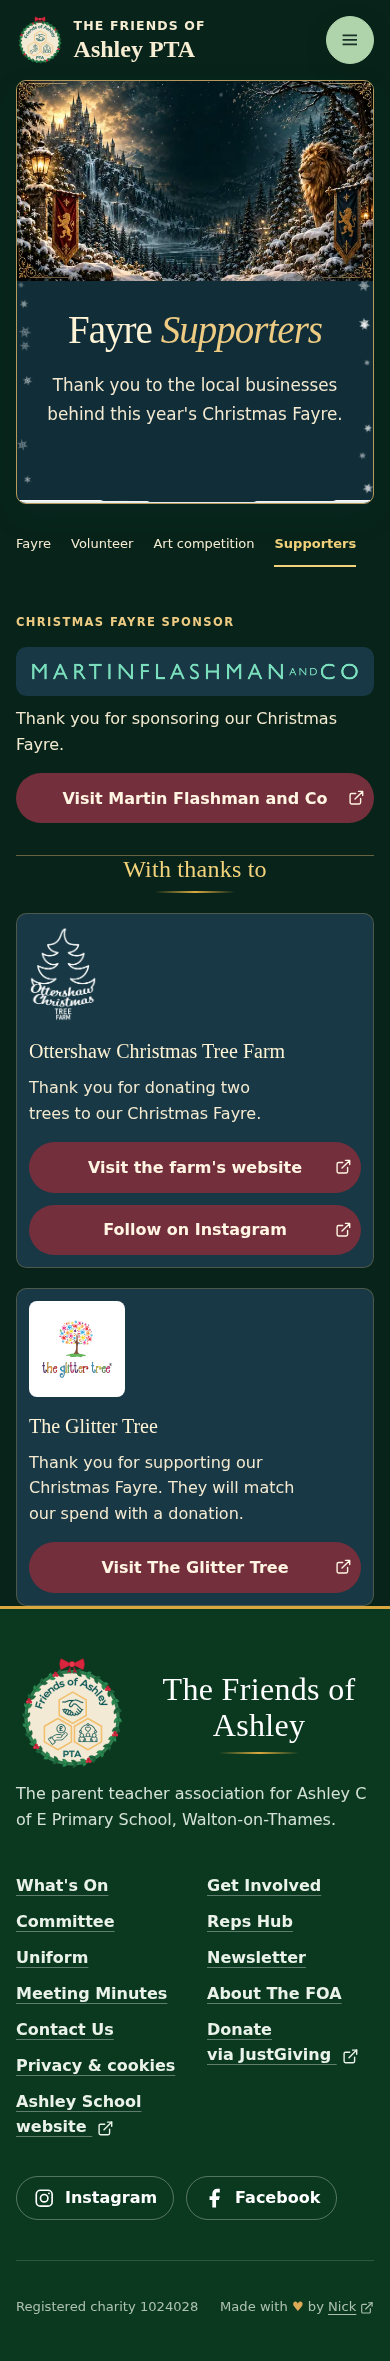 THE FRIENDS OF
Ashley PTA
Fayre Supporters
Thank you to the local businesses
behind this year's Christmas Fayre.
Fayre Volunteer Art competition Supporters
CHRISTMAS FAYRE SPONSOR
MARTINFLASHMANANDCO
Thank you for sponsoring our Christmas
Fayre.
Visit Martin Flashman and Co
With thanks to
Ottershaw
Christmas
TREE
FARM
Ottershaw Christmas Tree Farm
Thank you for donating two
trees to our Christmas Fayre.
Visit the farm's website
Follow on Instagram
the glitter tree
The Glitter Tree
Thank you for supporting our
Christmas Fayre. They will match
our spend with a donation.
Visit The Glitter Tree
Friends of Ashley
PTA
The Friends of
Ashley
The parent teacher association for Ashley C
of E Primary School, Walton-on-Thames.
What's On
Committee
Uniform
Meeting Minutes
Contact Us
Privacy & cookies
Ashley School
website
Get Involved
Reps Hub
Newsletter
About The FOA
Donate
via JustGiving
Instagram Facebook
Registered charity 1024028 Made with ♥ by Nick